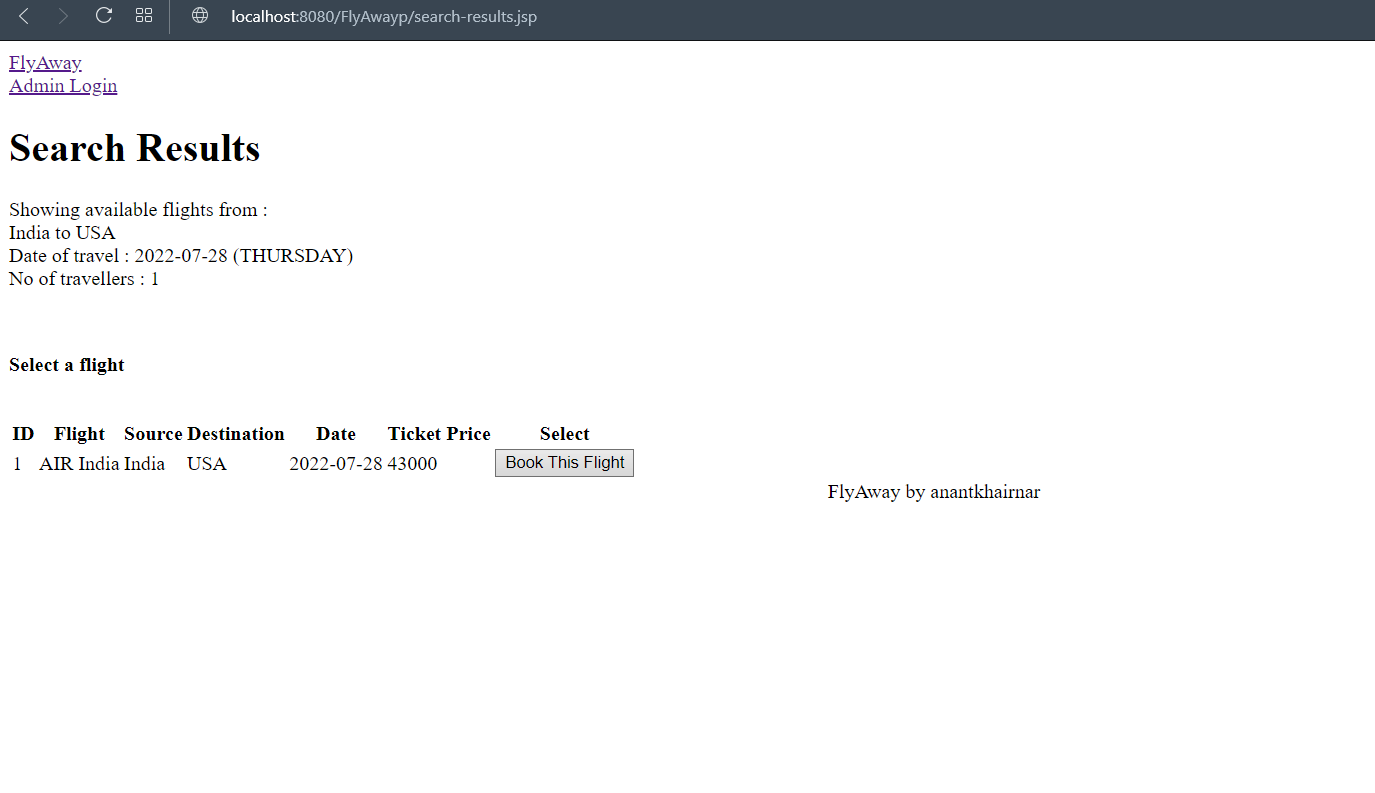 localhost:8080/FlyAwayp/search-results.jsp
FlyAway
Admin Login
Search Results
Showing available flights from :
India to USA
Date of travel : 2022-07-28 (THURSDAY)
No of travellers : 1
Select a flight
ID Flight Source Destination Date Ticket Price Select
1 AIR India India USA 2022-07-28 43000 Book This Flight
FlyAway by anantkhairnar